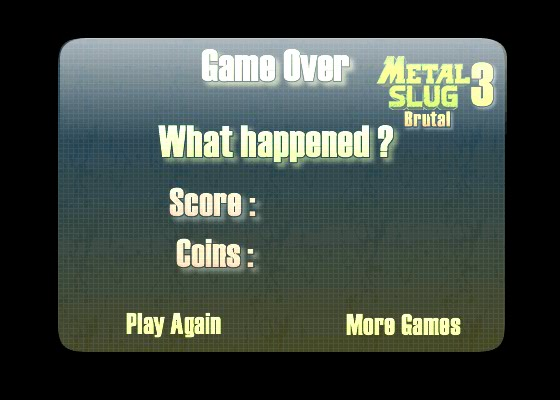 Game Over
METAL
SLUG 3
Brutal
What happened ?
Score :
Coins :
Play Again
More Games